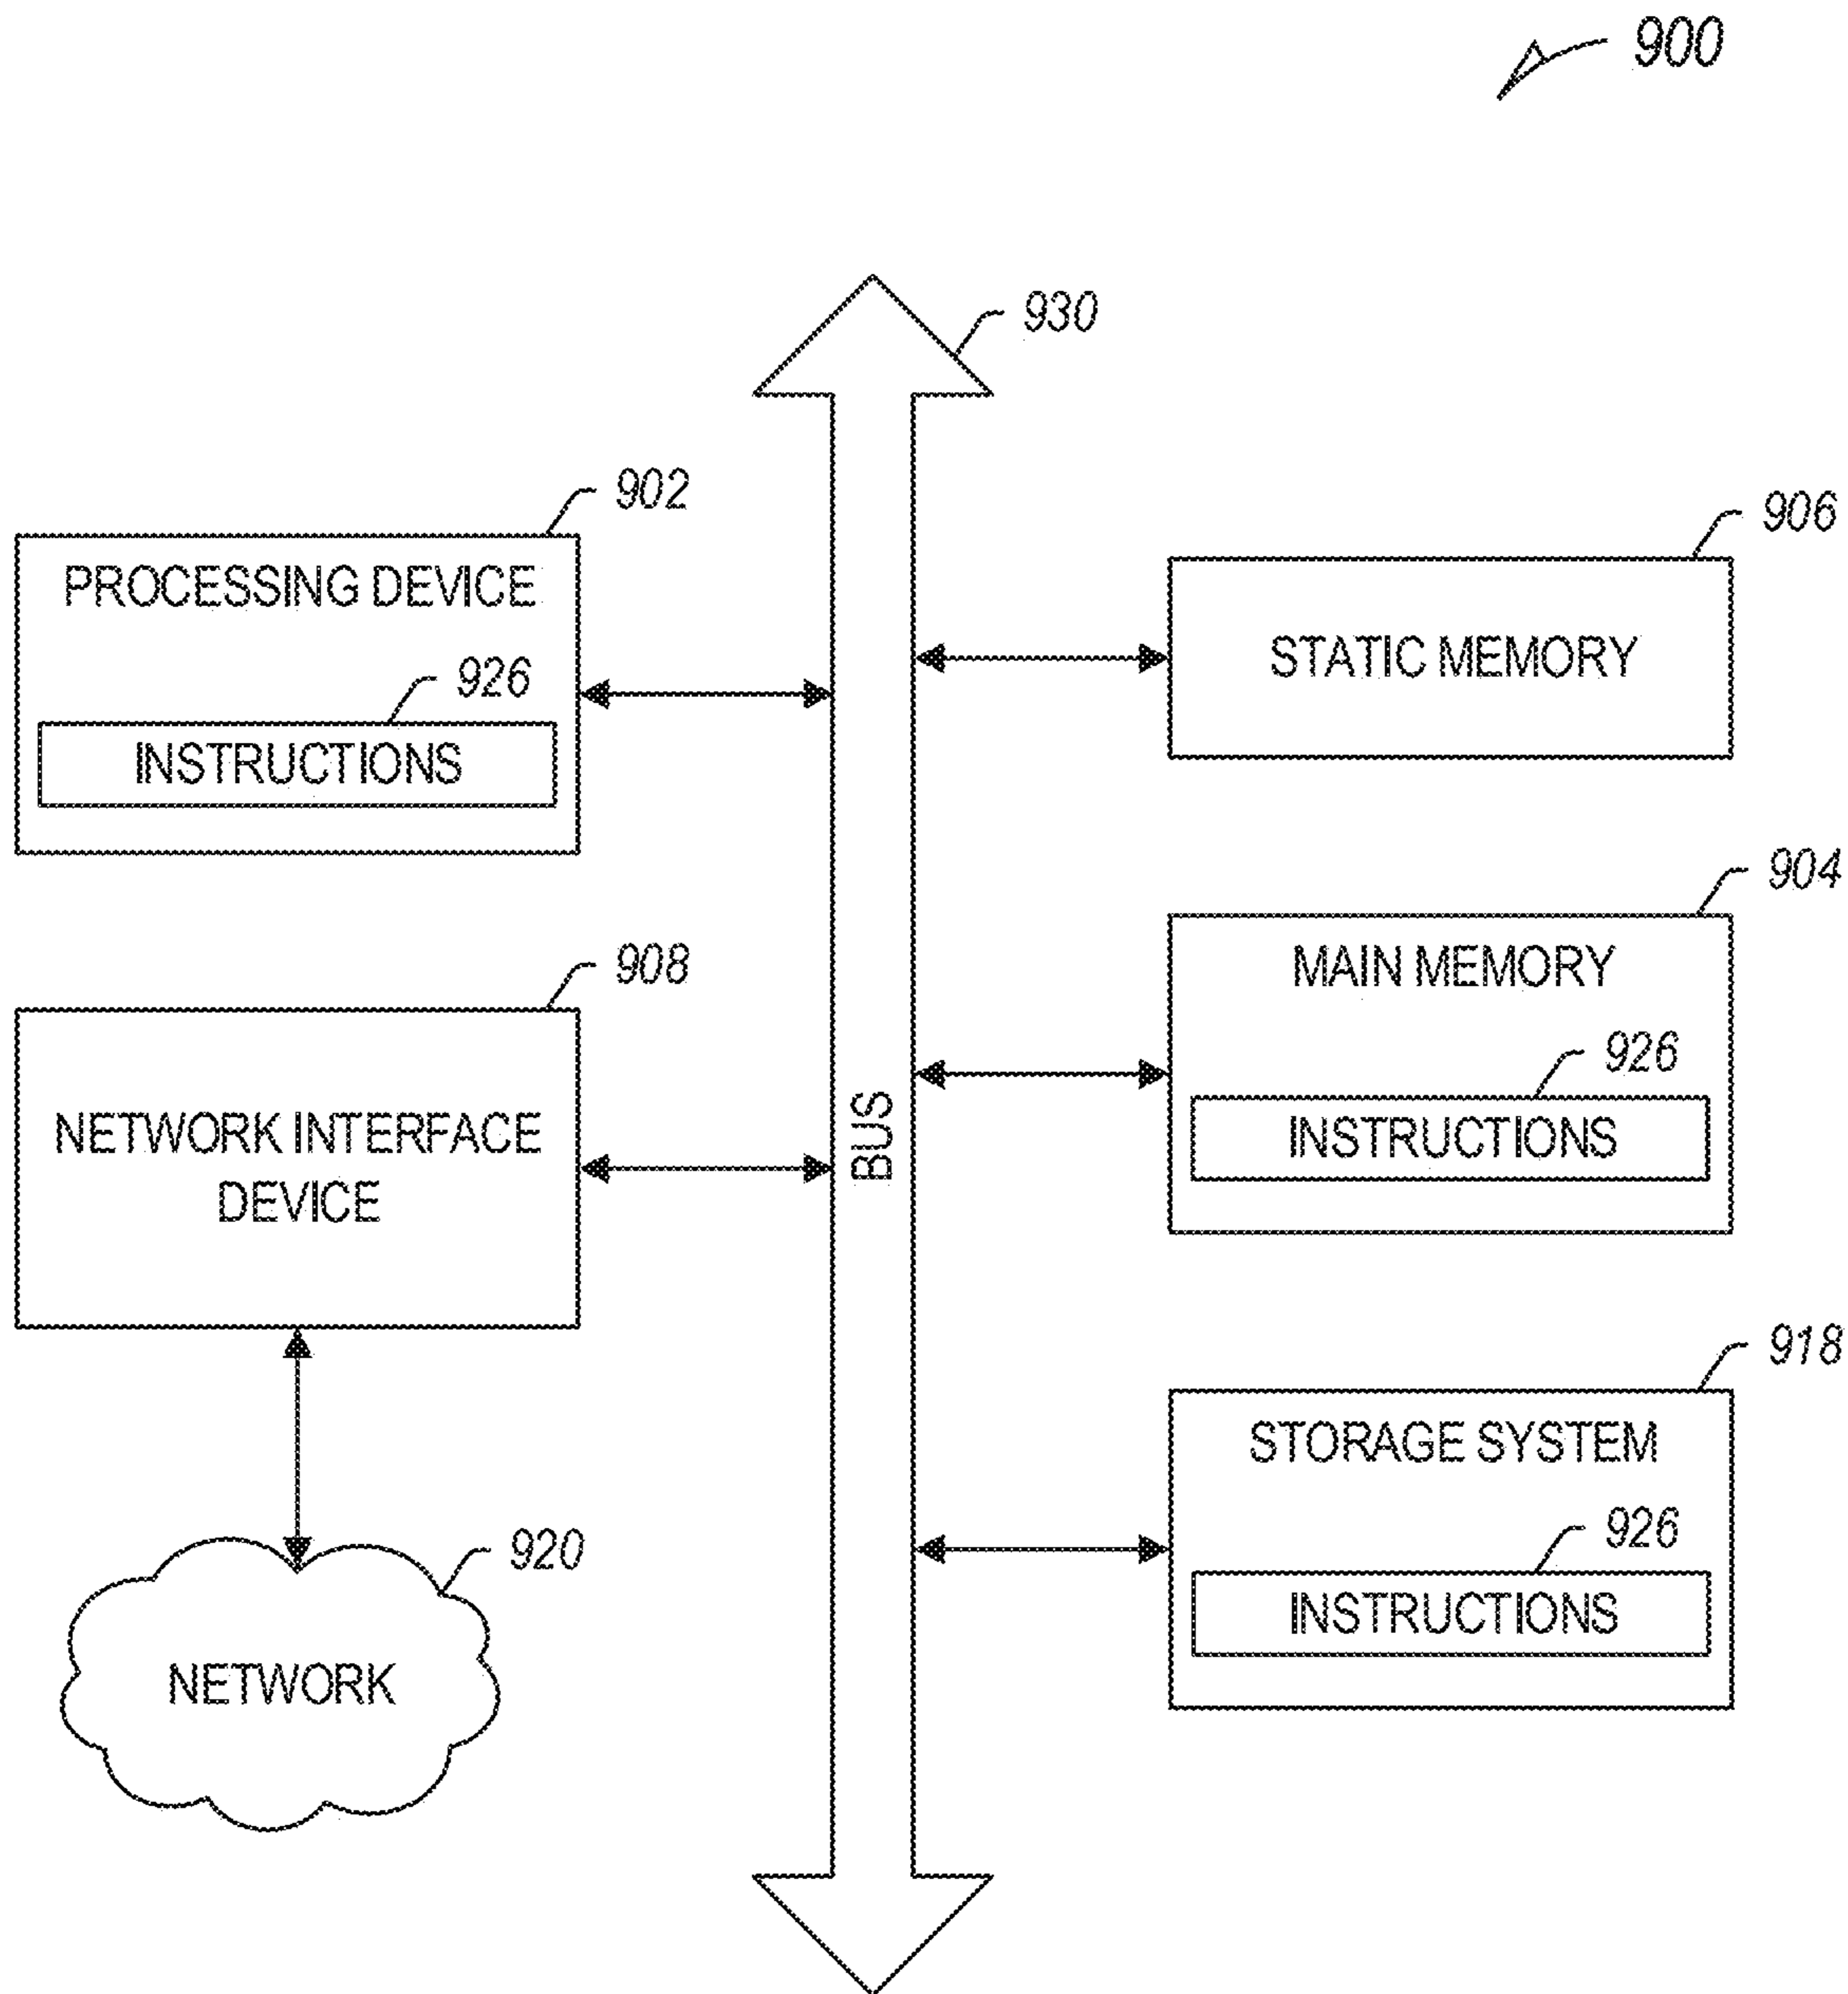 900
930
902
PROCESSING DEVICE
926
INSTRUCTIONS
906
STATIC MEMORY
904
MAIN MEMORY
926
INSTRUCTIONS
908
NETWORK INTERFACE
DEVICE
BUS
918
STORAGE SYSTEM
926
INSTRUCTIONS
920
NETWORK